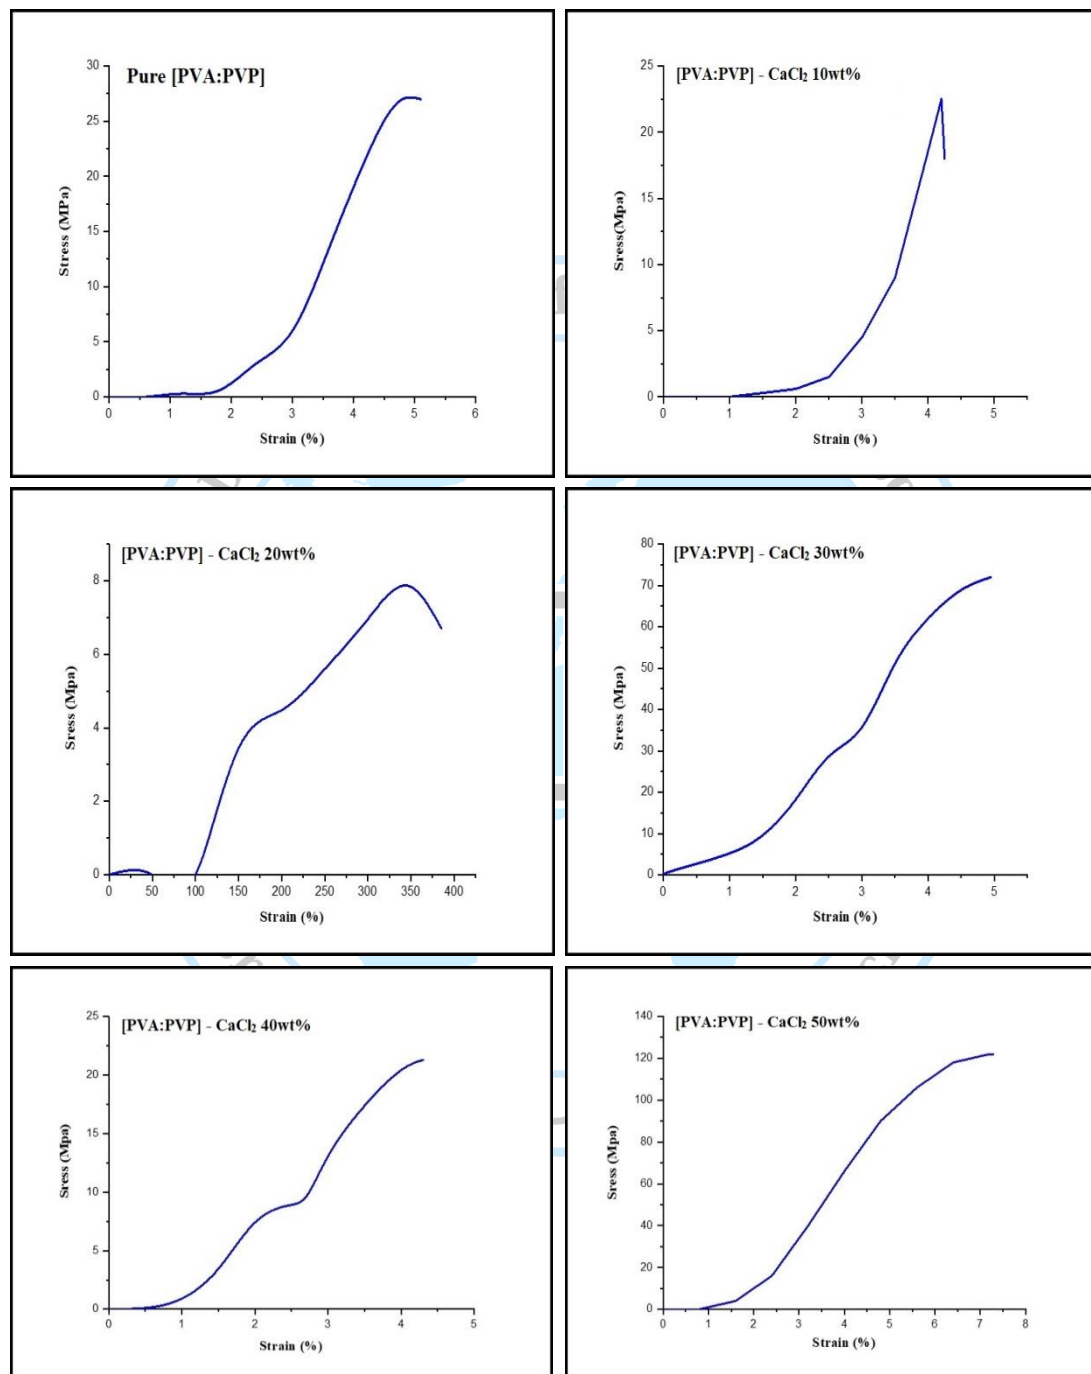 Pure [PVA:PVP]
30
25
20
15
10
5
0
Stress (MPa)
0 1 2 3 4 5 6
Strain (%)
[PVA:PVP] - CaCl₂ 10wt%
25
20
15
10
5
0
Sress(Mpa)
0 1 2 3 4 5
Strain (%)
[PVA:PVP] - CaCl₂ 20wt%
8
6
4
2
0
Sress (Mpa)
0 50 100 150 200 250 300 350 400
Strain (%)
[PVA:PVP] - CaCl₂ 30wt%
80
70
60
50
40
30
20
10
0
Sress (Mpa)
0 1 2 3 4 5
Strain (%)
[PVA:PVP] - CaCl₂ 40wt%
25
20
15
10
5
0
Sress (Mpa)
0 1 2 3 4 5
Strain (%)
[PVA:PVP] - CaCl₂ 50wt%
140
120
100
80
60
40
20
0
Sress (Mpa)
0 1 2 3 4 5 6 7 8
Strain (%)